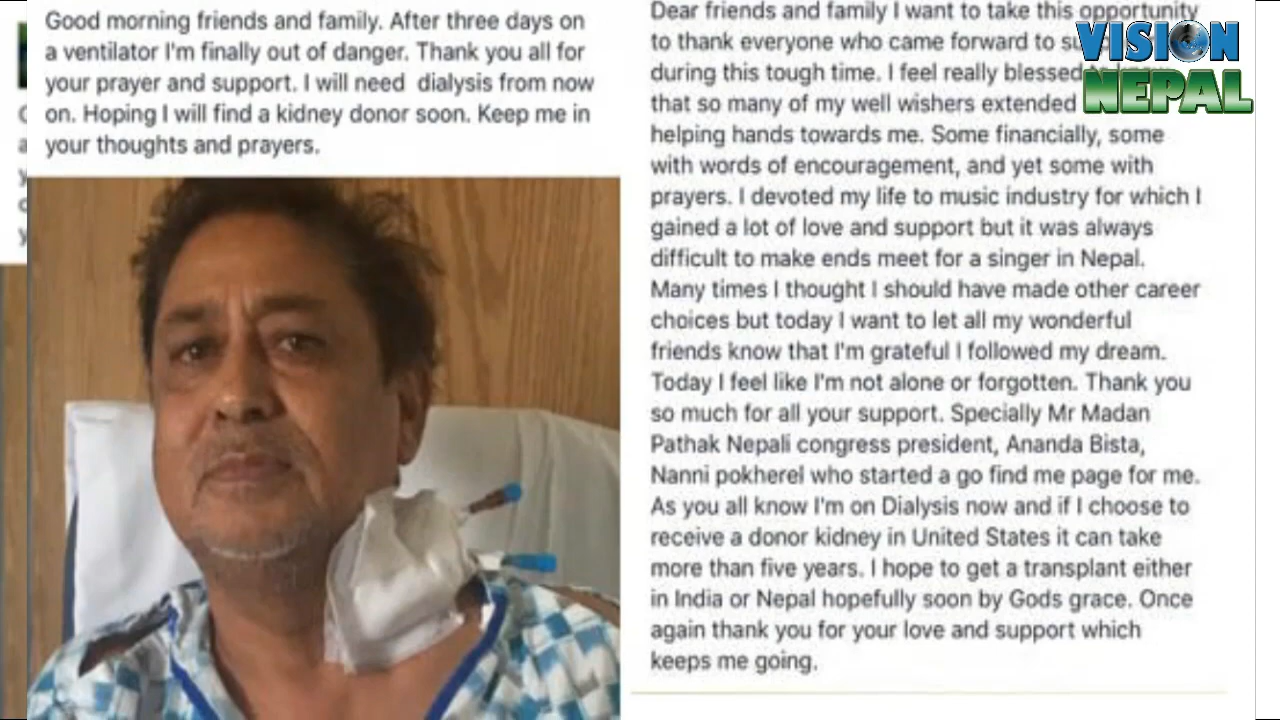 Good morning friends and family. After three days on
a ventilator I'm finally out of danger. Thank you all for
your prayer and support. I will need dialysis from now
on. Hoping I will find a kidney donor soon. Keep me in
your thoughts and prayers.
Dear friends and family I want to take this opportunity
to thank everyone who came forward to
during this tough time. I feel really blessed
that so many of my well wishers extended
helping hands towards me. Some financially, some
with words of encouragement, and yet some with
prayers. I devoted my life to music industry for which I
gained a lot of love and support but it was always
difficult to make ends meet for a singer in Nepal.
Many times I thought I should have made other career
choices but today I want to let all my wonderful
friends know that I'm grateful I followed my dream.
Today I feel like I'm not alone or forgotten. Thank you
so much for all your support. Specially Mr Madan
Pathak Nepali congress president, Ananda Bista,
Nanni pokherel who started a go find me page for me.
As you all know I'm on Dialysis now and if I choose to
receive a donor kidney in United States it can take
more than five years. I hope to get a transplant either
in India or Nepal hopefully soon by Gods grace. Once
again thank you for your love and support which
keeps me going.
VISION
NEPAL